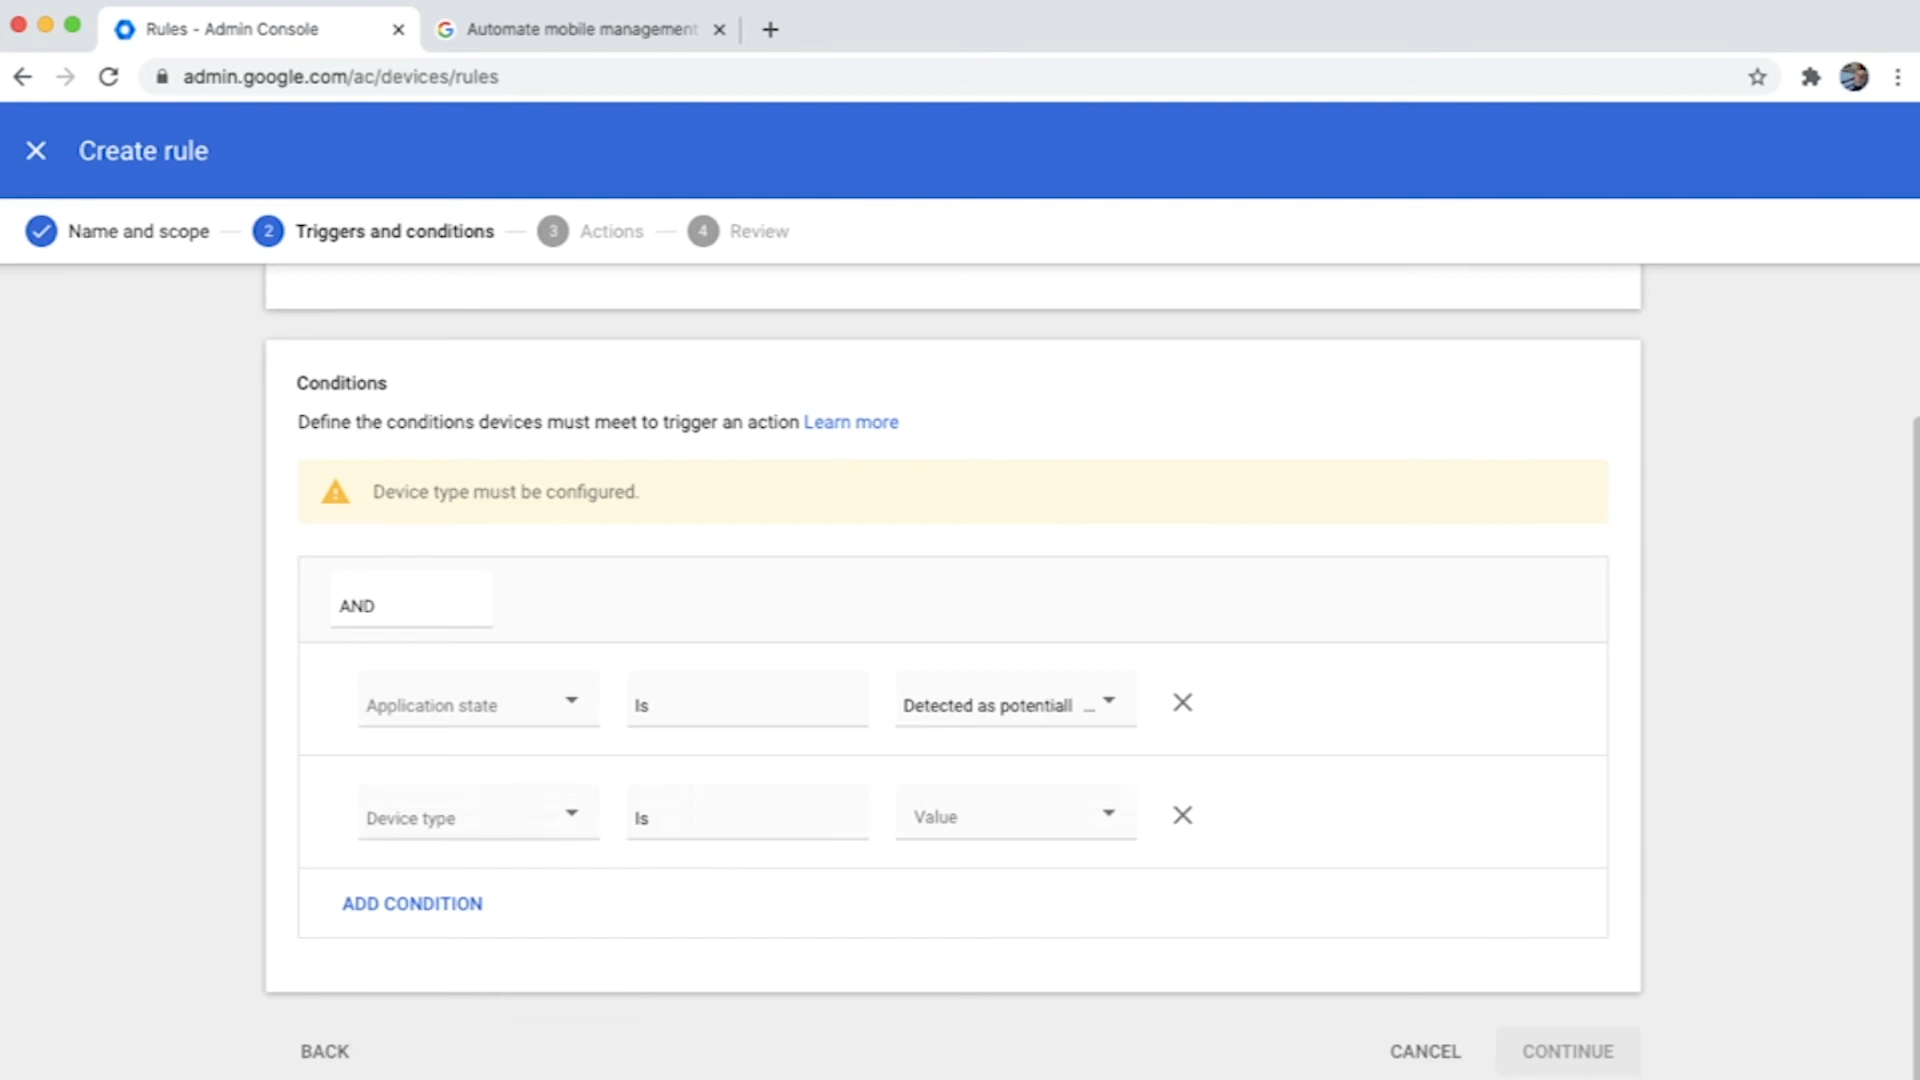 Rules - Admin Console
Automate mobile management
admin.google.com/ac/devices/rules
Create rule
Name and scope
2 Triggers and conditions
3 Actions
4 Review
Conditions
Define the conditions devices must meet to trigger an action Learn more
Device type must be configured.
AND
Application state Is Detected as potentiall ...
Device type Is Value
ADD CONDITION
BACK CANCEL CONTINUE